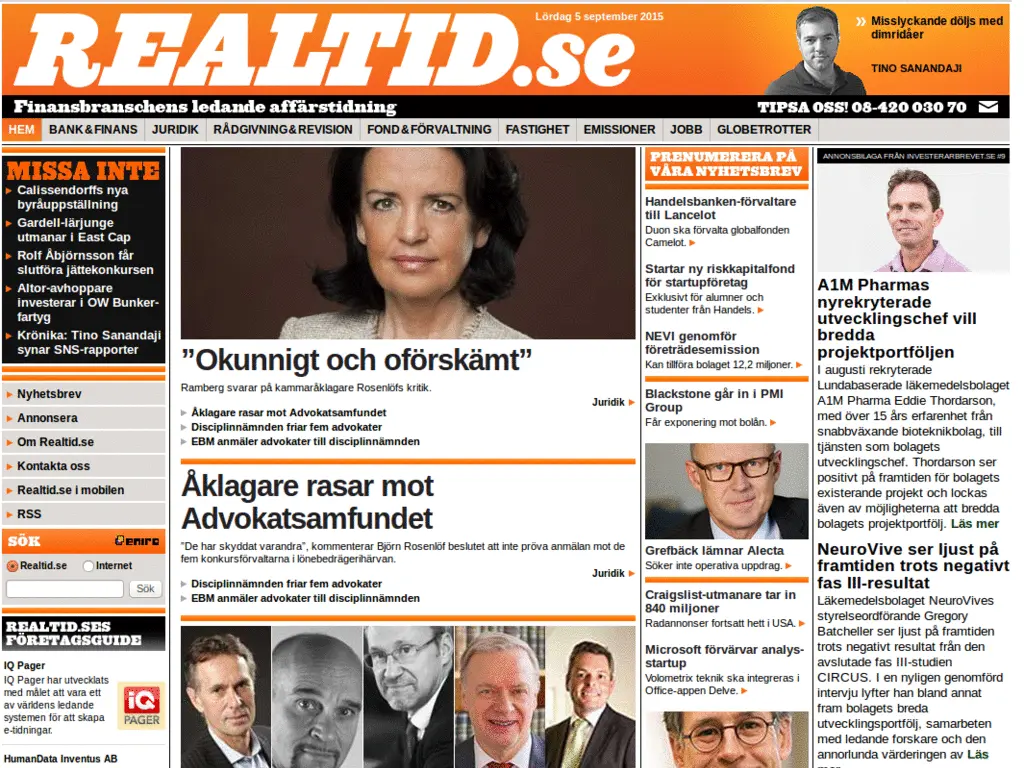 REALTID.se
Lördag 5 september 2015
Misslyckande döljs med
dimridåer
TINO SANANDAJI
Finansbranschens ledande affärstidning
TIPSA OSS! 08-420 030 70
HEM
BANK & FINANS
JURIDIK
RÅDGIVNING & REVISION
FOND & FÖRVALTNING
FASTIGHET
EMISSIONER
JOBB
GLOBETROTTER
MISSA INTE
Calissendorffs nya
byråuppställning
Gardell-lärjunge
utmanar i East Cap
Rolf Åbjörnsson får
slutföra jättekonkursen
Altor-avhoppare
investerar i OW Bunker-
fartyg
Krönika: Tino Sanandaji
synar SNS-rapporter
Nyhetsbrev
Annonsera
Om Realtid.se
Kontakta oss
Realtid.se i mobilen
RSS
SÖK
eniro
Realtid.se
Internet
Sök
REALTID.SES
FÖRETAGSGUIDE
IQ Pager
IQ Pager har utvecklats
med målet att vara ett
av världens ledande
systemen för att skapa
e-tidningar.
iQ
PAGER
HumanData Inventus AB
”Okunnigt och oförskämt”
Ramberg svarar på kammaråklagare Rosenlöfs kritik.
Juridik
Åklagare rasar mot Advokatsamfundet
Disciplinnämnden friar fem advokater
EBM anmäler advokater till disciplinnämnden
Åklagare rasar mot
Advokatsamfundet
"De har skyddat varandra", kommenterar Björn Rosenlöf beslutet att inte pröva anmälan mot de
fem konkursförvaltarna i lönebedrägerihärvan.
Juridik
Disciplinnämnden friar fem advokater
EBM anmäler advokater till disciplinnämnden
PRENUMERERA PÅ
VÅRA NYHETSBREV
Handelsbanken-förvaltare
till Lancelot
Duon ska förvalta globalfonden
Camelot.
Startar ny riskkapitalfond
för startupföretag
Exklusivt för alumner och
studenter från Handels.
NEVI genomför
företrädesemission
Kan tillföra bolaget 12,2 miljoner.
Blackstone går in i PMI
Group
Får exponering mot bolån.
Grefbäck lämnar Alecta
Söker inte operativa uppdrag.
Craigslist-utmanare tar in
840 miljoner
Radannonser fortsatt hett i USA.
Microsoft förvärvar analys-
startup
Volometrix teknik ska integreras i
Office-appen Delve.
ANNONSBILAGA FRÅN INVESTERARBREVET.SE #9
A1M Pharmas
nyrekryterade
utvecklingschef vill
bredda
projektportföljen
I augusti rekryterade
Lundabaserade läkemedelsbolaget
A1M Pharma Eddie Thordarson,
med över 15 års erfarenhet från
snabbväxande bioteknikbolag, till
tjänsten som bolagets
utvecklingschef. Thordarson ser
positivt på framtiden för bolagets
existerande projekt och lockas
även av möjligheterna att bredda
bolagets projektportfölj. Läs mer
NeuroVive ser ljust på
framtiden trots negativt
fas III-resultat
Läkemedelsbolaget NeuroVives
styrelseordförande Gregory
Batcheller ser ljust på framtiden
trots negativt resultat från den
avslutade fas III-studien
CIRCUS. I en nyligen genomförd
intervju lyfter han bland annat
fram bolagets breda
utvecklingsportfölj, samarbeten
med ledande forskare och den
annorlunda värderingen av Läs